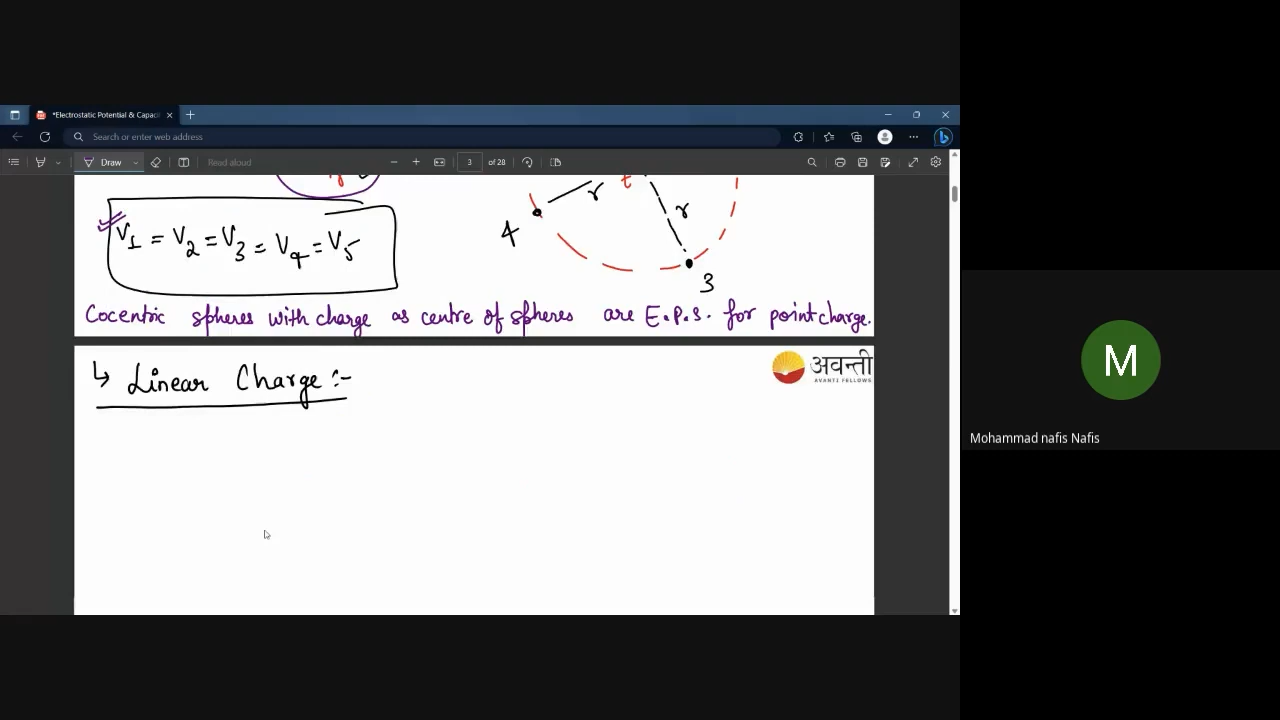 *Electrostatic Potential & Capaci
Search or enter web address
Draw
Read aloud
3
of 28
r
r
4
3
V1 = V2 = V3 = V4 = V5
Cocentric spheres with charge as centre of spheres are E.P.S. for point charge.
↳ Linear Charge :-
अवन्ती
AVANTI FELLOWS
M
Mohammad nafis Nafis